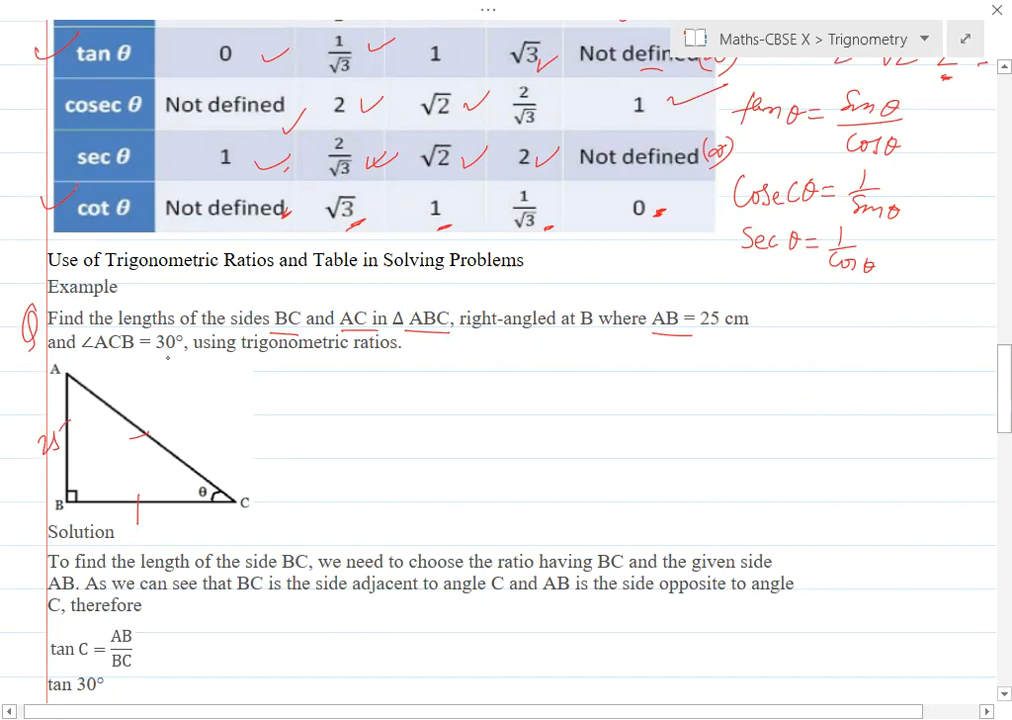 Maths-CBSE X > Trignometry
tan θ 0 1/√3 1 √3 Not defined (∞)
cosec θ Not defined 2 √2 2/√3 1
sec θ 1 2/√3 √2 2 Not defined (∞)
cot θ Not defined √3 1 1/√3 0
tan θ = Sin θ / Cos θ
Cosec θ = 1/Sin θ
Sec θ = 1/Cos θ
Use of Trigonometric Ratios and Table in Solving Problems
Example
Q Find the lengths of the sides BC and AC in Δ ABC, right-angled at B where AB = 25 cm
and ∠ACB = 30°, using trigonometric ratios.
A
25
B θ C
Solution
To find the length of the side BC, we need to choose the ratio having BC and the given side
AB. As we can see that BC is the side adjacent to angle C and AB is the side opposite to angle
C, therefore
tan C = AB/BC
tan 30°